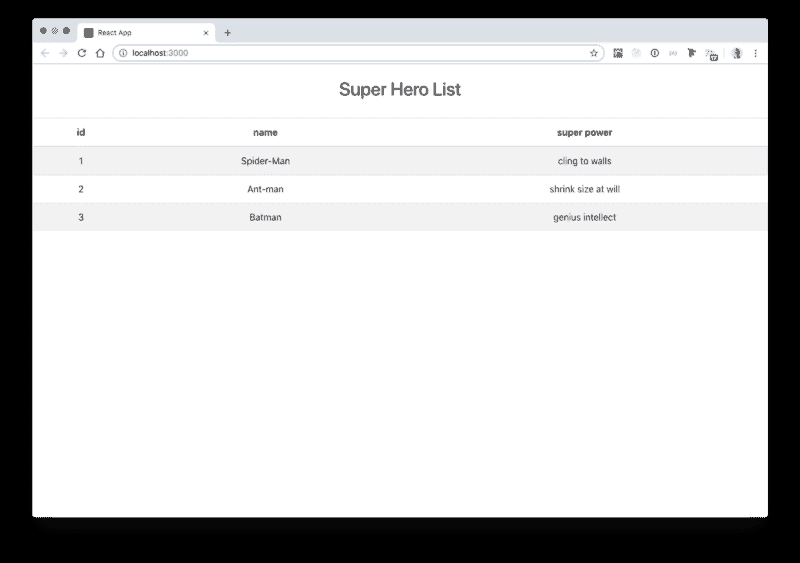 React App
localhost:3000
Super Hero List
id name super power
1 Spider-Man cling to walls
2 Ant-man shrink size at will
3 Batman genius intellect